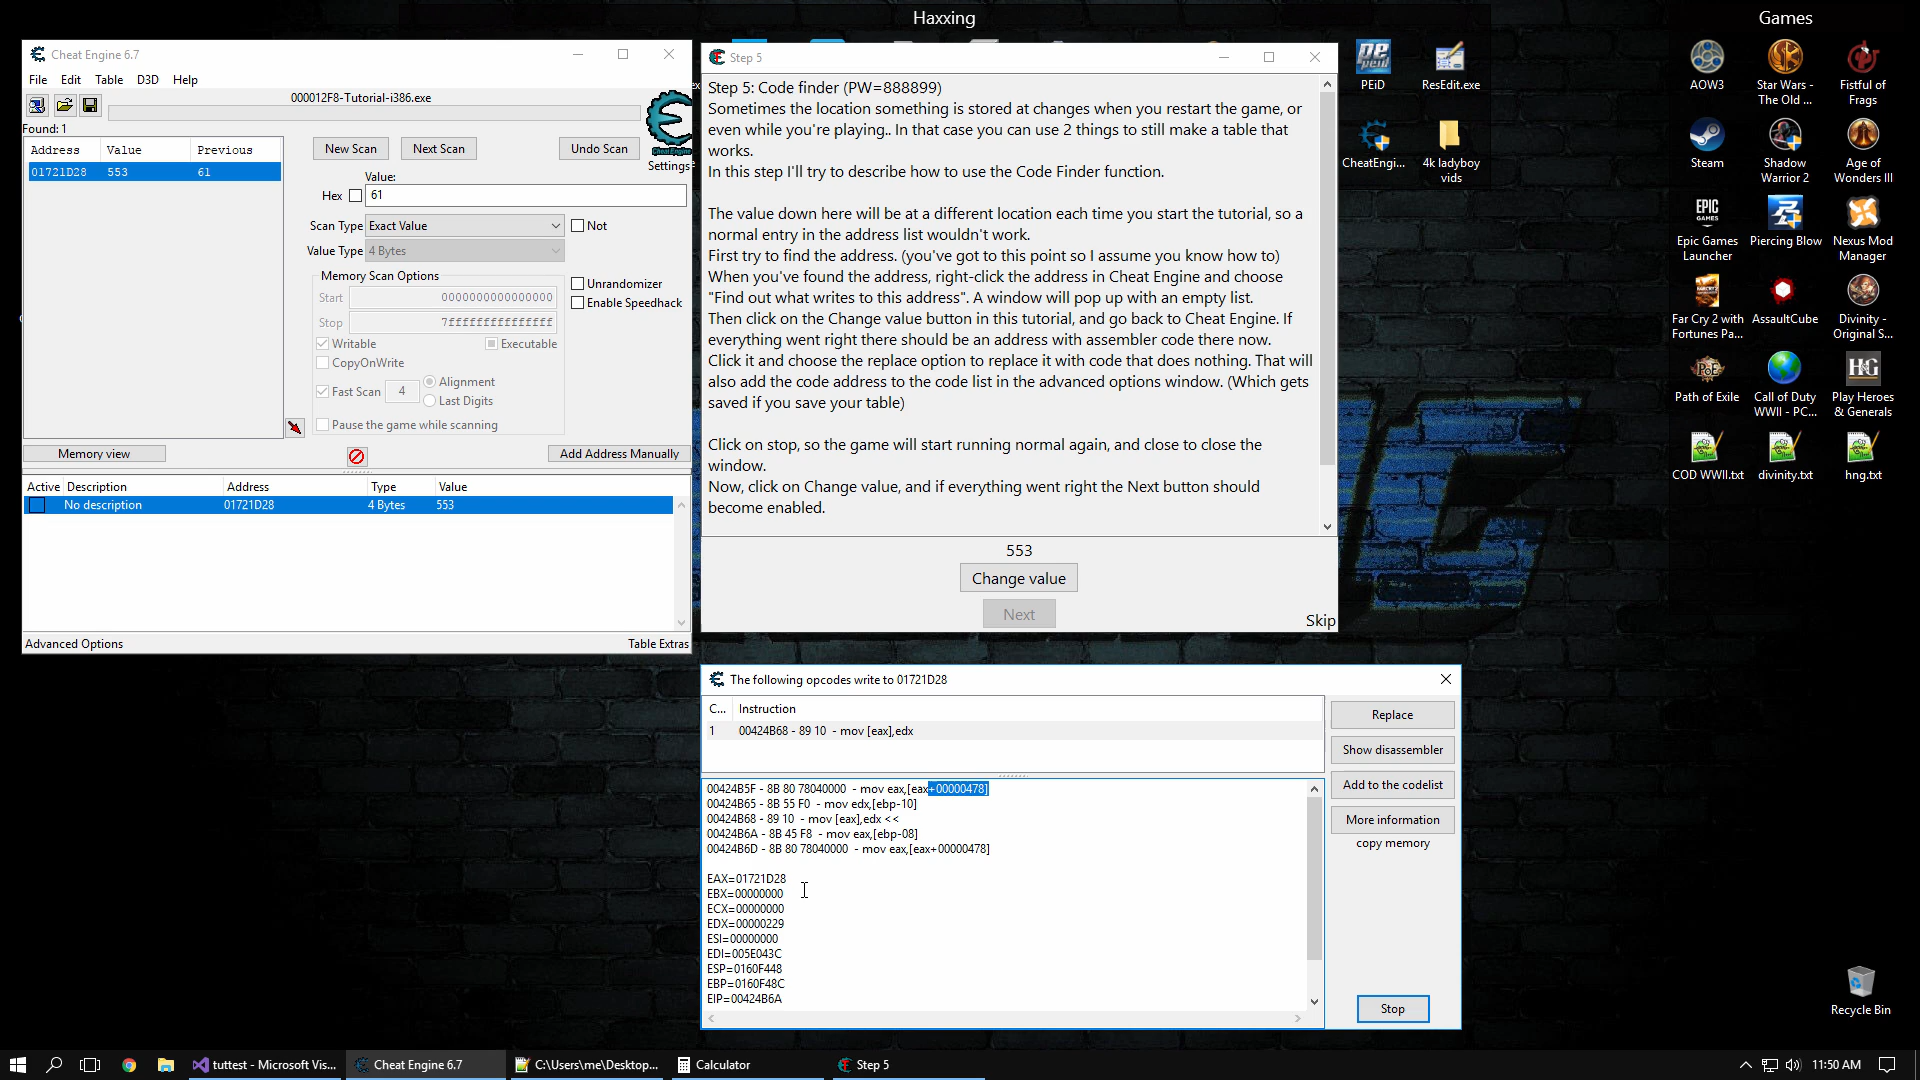 Haxxing
Games
Cheat Engine 6.7
File Edit Table D3D Help
000012F8-Tutorial-i386.exe
Found: 1
Address Value Previous
01721D28 553 61
New Scan Next Scan Undo Scan
Settings
Value:
Hex 61
Scan Type Exact Value Not
Value Type 4 Bytes
Memory Scan Options
Start 0000000000000000
Stop 7fffffffffffffff
Writable Executable
CopyOnWrite
Fast Scan 4 Alignment
Last Digits
Pause the game while scanning
Unrandomizer
Enable Speedhack
Memory view
Add Address Manually
Active Description Address Type Value
No description 01721D28 4 Bytes 553
Advanced Options Table Extras
Step 5
Step 5: Code finder (PW=888899)
Sometimes the location something is stored at changes when you restart the game, or
even while you're playing.. In that case you can use 2 things to still make a table that
works.
In this step I'll try to describe how to use the Code Finder function.
The value down here will be at a different location each time you start the tutorial, so a
normal entry in the address list wouldn't work.
First try to find the address. (you've got to this point so I assume you know how to)
When you've found the address, right-click the address in Cheat Engine and choose
"Find out what writes to this address". A window will pop up with an empty list.
Then click on the Change value button in this tutorial, and go back to Cheat Engine. If
everything went right there should be an address with assembler code there now.
Click it and choose the replace option to replace it with code that does nothing. That will
also add the code address to the code list in the advanced options window. (Which gets
saved if you save your table)
Click on stop, so the game will start running normal again, and close to close the
window.
Now, click on Change value, and if everything went right the Next button should
become enabled.
553
Change value
Next
Skip
The following opcodes write to 01721D28
C... Instruction
1 00424B68 - 89 10 - mov [eax],edx
Replace
Show disassembler
Add to the codelist
More information
copy memory
Stop
00424B5F - 8B 80 78040000 - mov eax,[eax+00000478]
00424B65 - 8B 55 F0 - mov edx,[ebp-10]
00424B68 - 89 10 - mov [eax],edx <<
00424B6A - 8B 45 F8 - mov eax,[ebp-08]
00424B6D - 8B 80 78040000 - mov eax,[eax+00000478]
EAX=01721D28
EBX=00000000
ECX=00000000
EDX=00000229
ESI=00000000
EDI=005E043C
ESP=0160F448
EBP=0160F48C
EIP=00424B6A
PEiD
ResEdit.exe
CheatEngi...
4k ladyboy
vids
AOW3
Star Wars -
The Old ...
Fistful of
Frags
Steam
Shadow
Warrior 2
Age of
Wonders III
Epic Games
Launcher
Piercing Blow
Nexus Mod
Manager
Far Cry 2 with
Fortunes Pa...
AssaultCube
Divinity -
Original S...
Path of Exile
Call of Duty
WWII - PC...
Play Heroes
& Generals
COD WWII.txt
divinity.txt
hng.txt
Recycle Bin
tuttest - Microsoft Vis...
Cheat Engine 6.7
C:\Users\me\Desktop...
Calculator
Step 5
11:50 AM